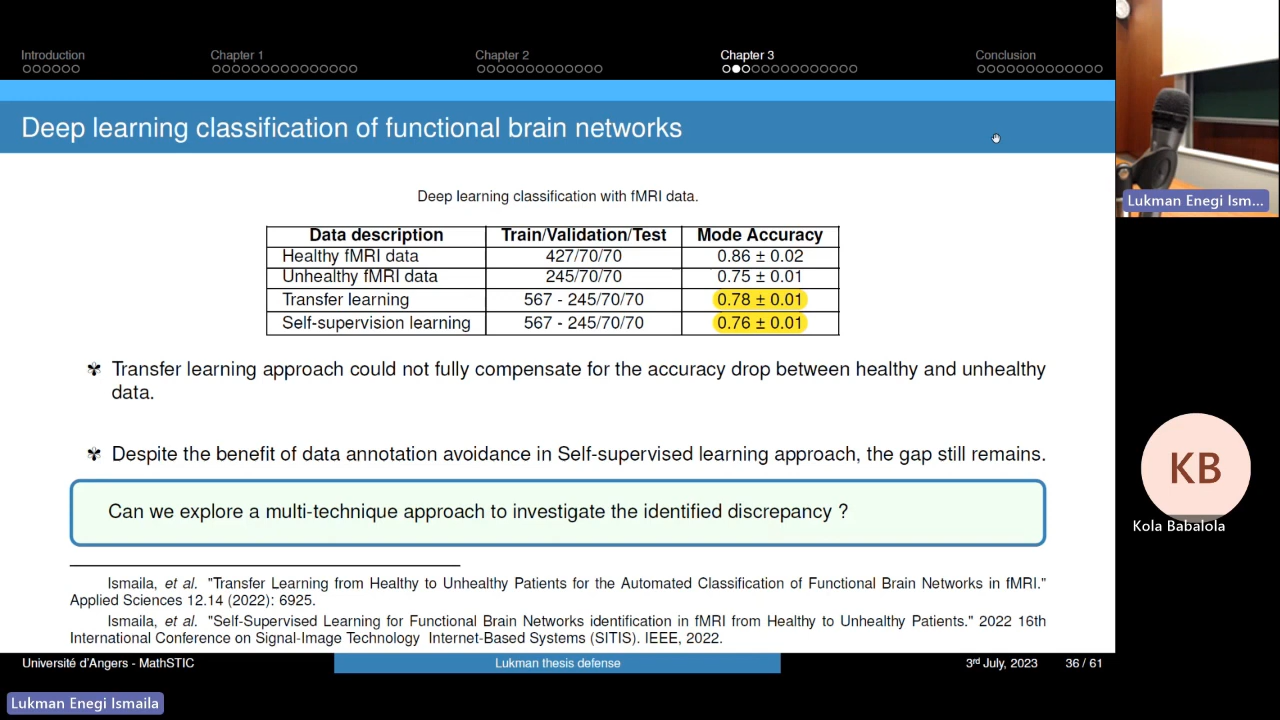 Introduction
Chapter 1
Chapter 2
Chapter 3
Conclusion
Deep learning classification of functional brain networks
Deep learning classification with fMRI data.
Data description Train/Validation/Test Mode Accuracy
Healthy fMRI data 427/70/70 0.86 ± 0.02
Unhealthy fMRI data 245/70/70 0.75 ± 0.01
Transfer learning 567 - 245/70/70 0.78 ± 0.01
Self-supervision learning 567 - 245/70/70 0.76 ± 0.01
Transfer learning approach could not fully compensate for the accuracy drop between healthy and unhealthy
data.
Despite the benefit of data annotation avoidance in Self-supervised learning approach, the gap still remains.
Can we explore a multi-technique approach to investigate the identified discrepancy ?
Ismaila, et al. "Transfer Learning from Healthy to Unhealthy Patients for the Automated Classification of Functional Brain Networks in fMRI."
Applied Sciences 12.14 (2022): 6925.
Ismaila, et al. "Self-Supervised Learning for Functional Brain Networks identification in fMRI from Healthy to Unhealthy Patients." 2022 16th
International Conference on Signal-Image Technology Internet-Based Systems (SITIS). IEEE, 2022.
Université d'Angers - MathSTIC
Lukman thesis defense
3rd July, 2023
36 / 61
Lukman Enegi Ism...
KB
Kola Babalola
Lukman Enegi Ismaila